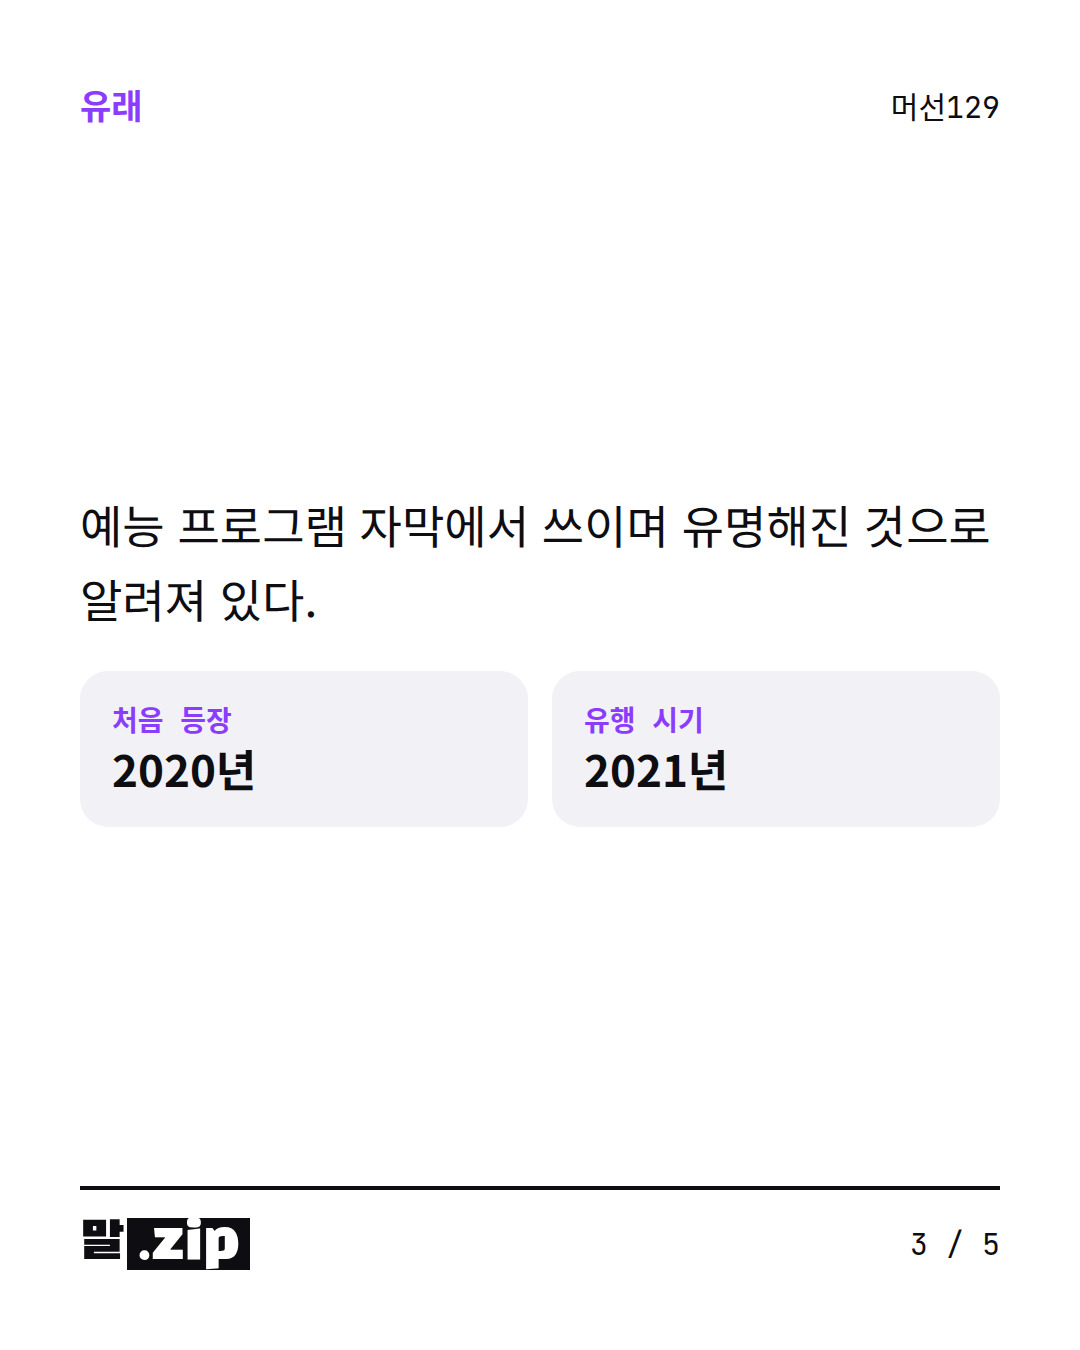 유래
머선129
예능 프로그램 자막에서 쓰이며 유명해진 것으로
알려져 있다.
처음 등장
2020년
유행 시기
2021년
말.zip
3 / 5